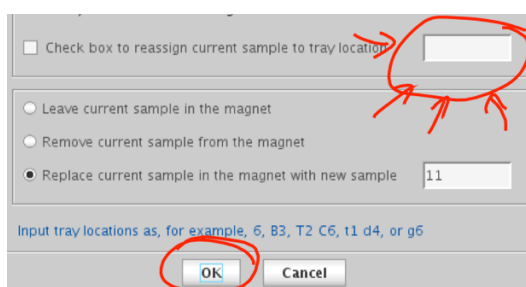 Check box to reassign current sample to tray location
Leave current sample in the magnet
Remove current sample from the magnet
Replace current sample in the magnet with new sample 11
Input tray locations as, for example, 6, B3, T2 C6, t1 d4, or g6
OK Cancel